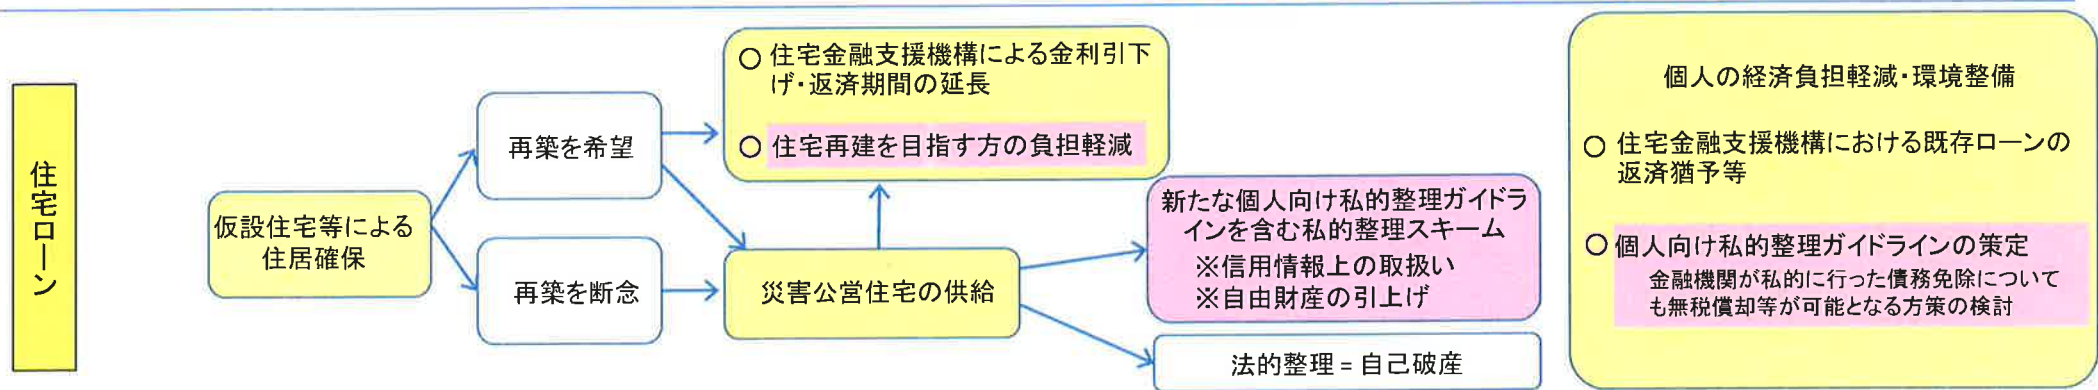 住宅ローン
仮設住宅等による
住居確保
再築を希望
再築を断念
○ 住宅金融支援機構による金利引下
げ・返済期間の延長
○ 住宅再建を目指す方の負担軽減
災害公営住宅の供給
新たな個人向け私的整理ガイドラ
インを含む私的整理スキーム
※信用情報上の取扱い
※自由財産の引上げ
法的整理＝自己破産
個人の経済負担軽減・環境整備
○ 住宅金融支援機構における既存ローンの
返済猶予等
○ 個人向け私的整理ガイドラインの策定
金融機関が私的に行った債務免除について
も無税償却等が可能となる方策の検討